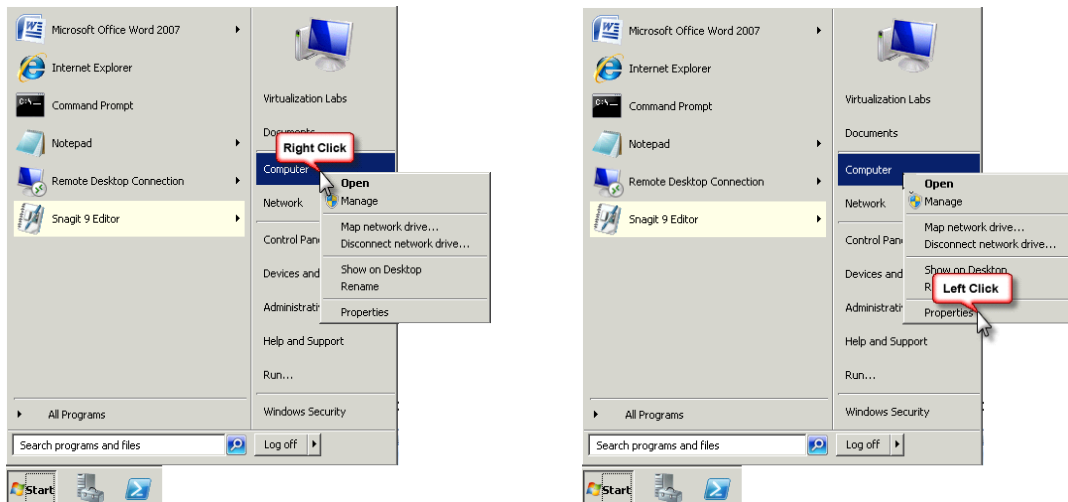 Microsoft Office Word 2007
Internet Explorer
C:\
Command Prompt
Notepad
Remote Desktop Connection
Snagit 9 Editor
All Programs
Search programs and files
Start
Virtualization Labs
Documents
Right Click
Computer
Network
Control Pan
Devices and
Administrati
Help and Support
Run...
Windows Security
Log off
Open
Manage
Map network drive...
Disconnect network drive...
Show on Desktop
Rename
Properties
Microsoft Office Word 2007
Internet Explorer
C:\
Command Prompt
Notepad
Remote Desktop Connection
Snagit 9 Editor
All Programs
Search programs and files
Start
Virtualization Labs
Documents
Computer
Network
Control Pan
Devices and
Administrati
Help and Support
Run...
Windows Security
Log off
Open
Manage
Map network drive...
Disconnect network drive...
Show on Desktop
R
Left Click
Properties